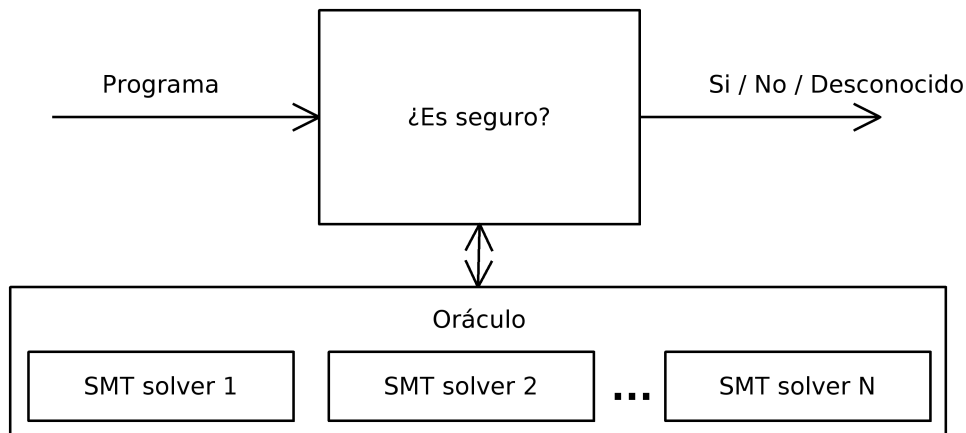 Programa
¿Es seguro?
Si / No / Desconocido
Oráculo
SMT solver 1
SMT solver 2
...
SMT solver N